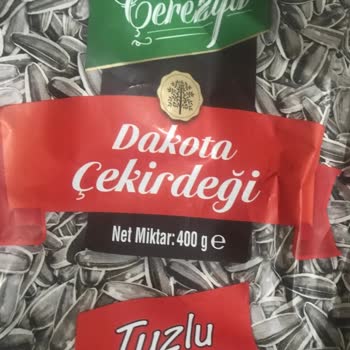 Çerezya
Dakota
Çekirdeği
Net Miktar: 400 g e
Tuzlu